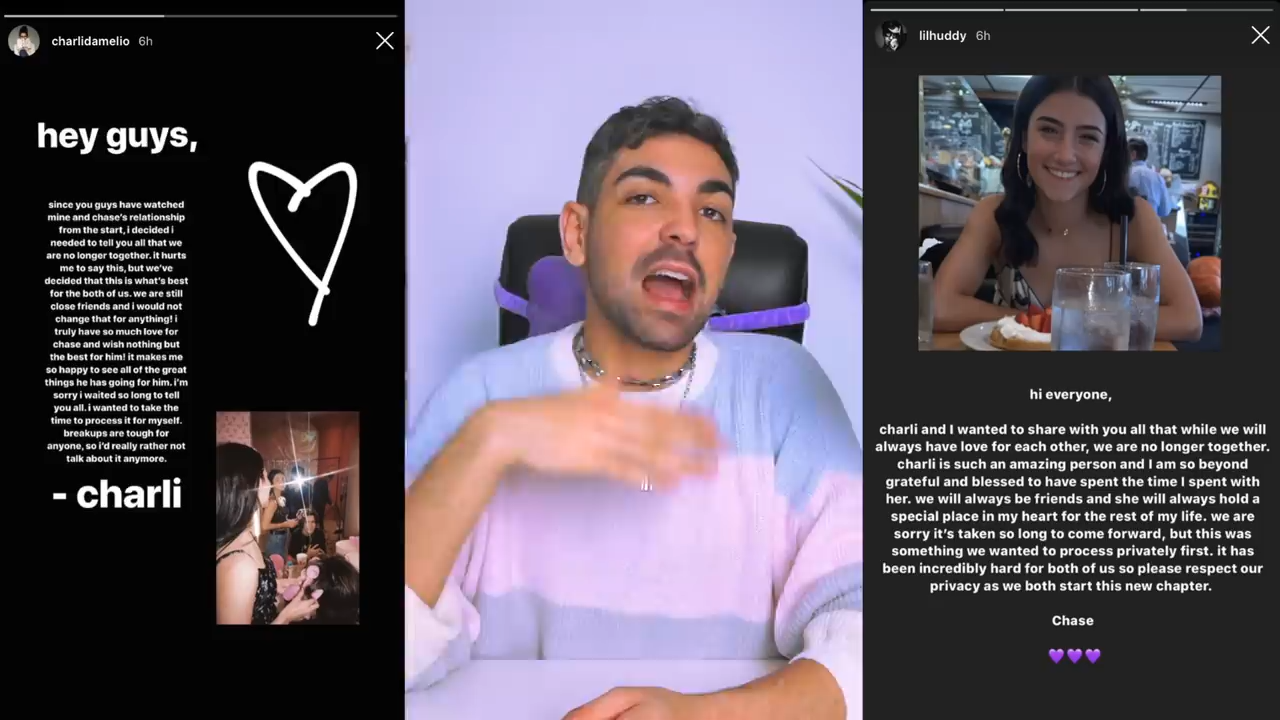 charlidamelio 6h
hey guys,
since you guys have watched
mine and chase's relationship
from the start, i decided i
needed to tell you all that we
are no longer together. it hurts
me to say this, but we've
decided that this is what's best
for the both of us. we are still
close friends and i would not
change that for anything! i
truly have so much love for
chase and wish nothing but
the best for him! it makes me
so happy to see all of the great
things he has going for him. i'm
sorry i waited so long to tell
you all. i wanted to take the
time to process it for myself.
breakups are tough for
anyone, so i'd really rather not
talk about it anymore.
- charli
lilhuddy 6h
hi everyone,
charli and I wanted to share with you all that while we will
always have love for each other, we are no longer together.
charli is such an amazing person and I am so beyond
grateful and blessed to have spent the time I spent with
her. we will always be friends and she will always hold a
special place in my heart for the rest of my life. we are
sorry it's taken so long to come forward, but this was
something we wanted to process privately first. it has
been incredibly hard for both of us so please respect our
privacy as we both start this new chapter.
Chase
💜💜💜